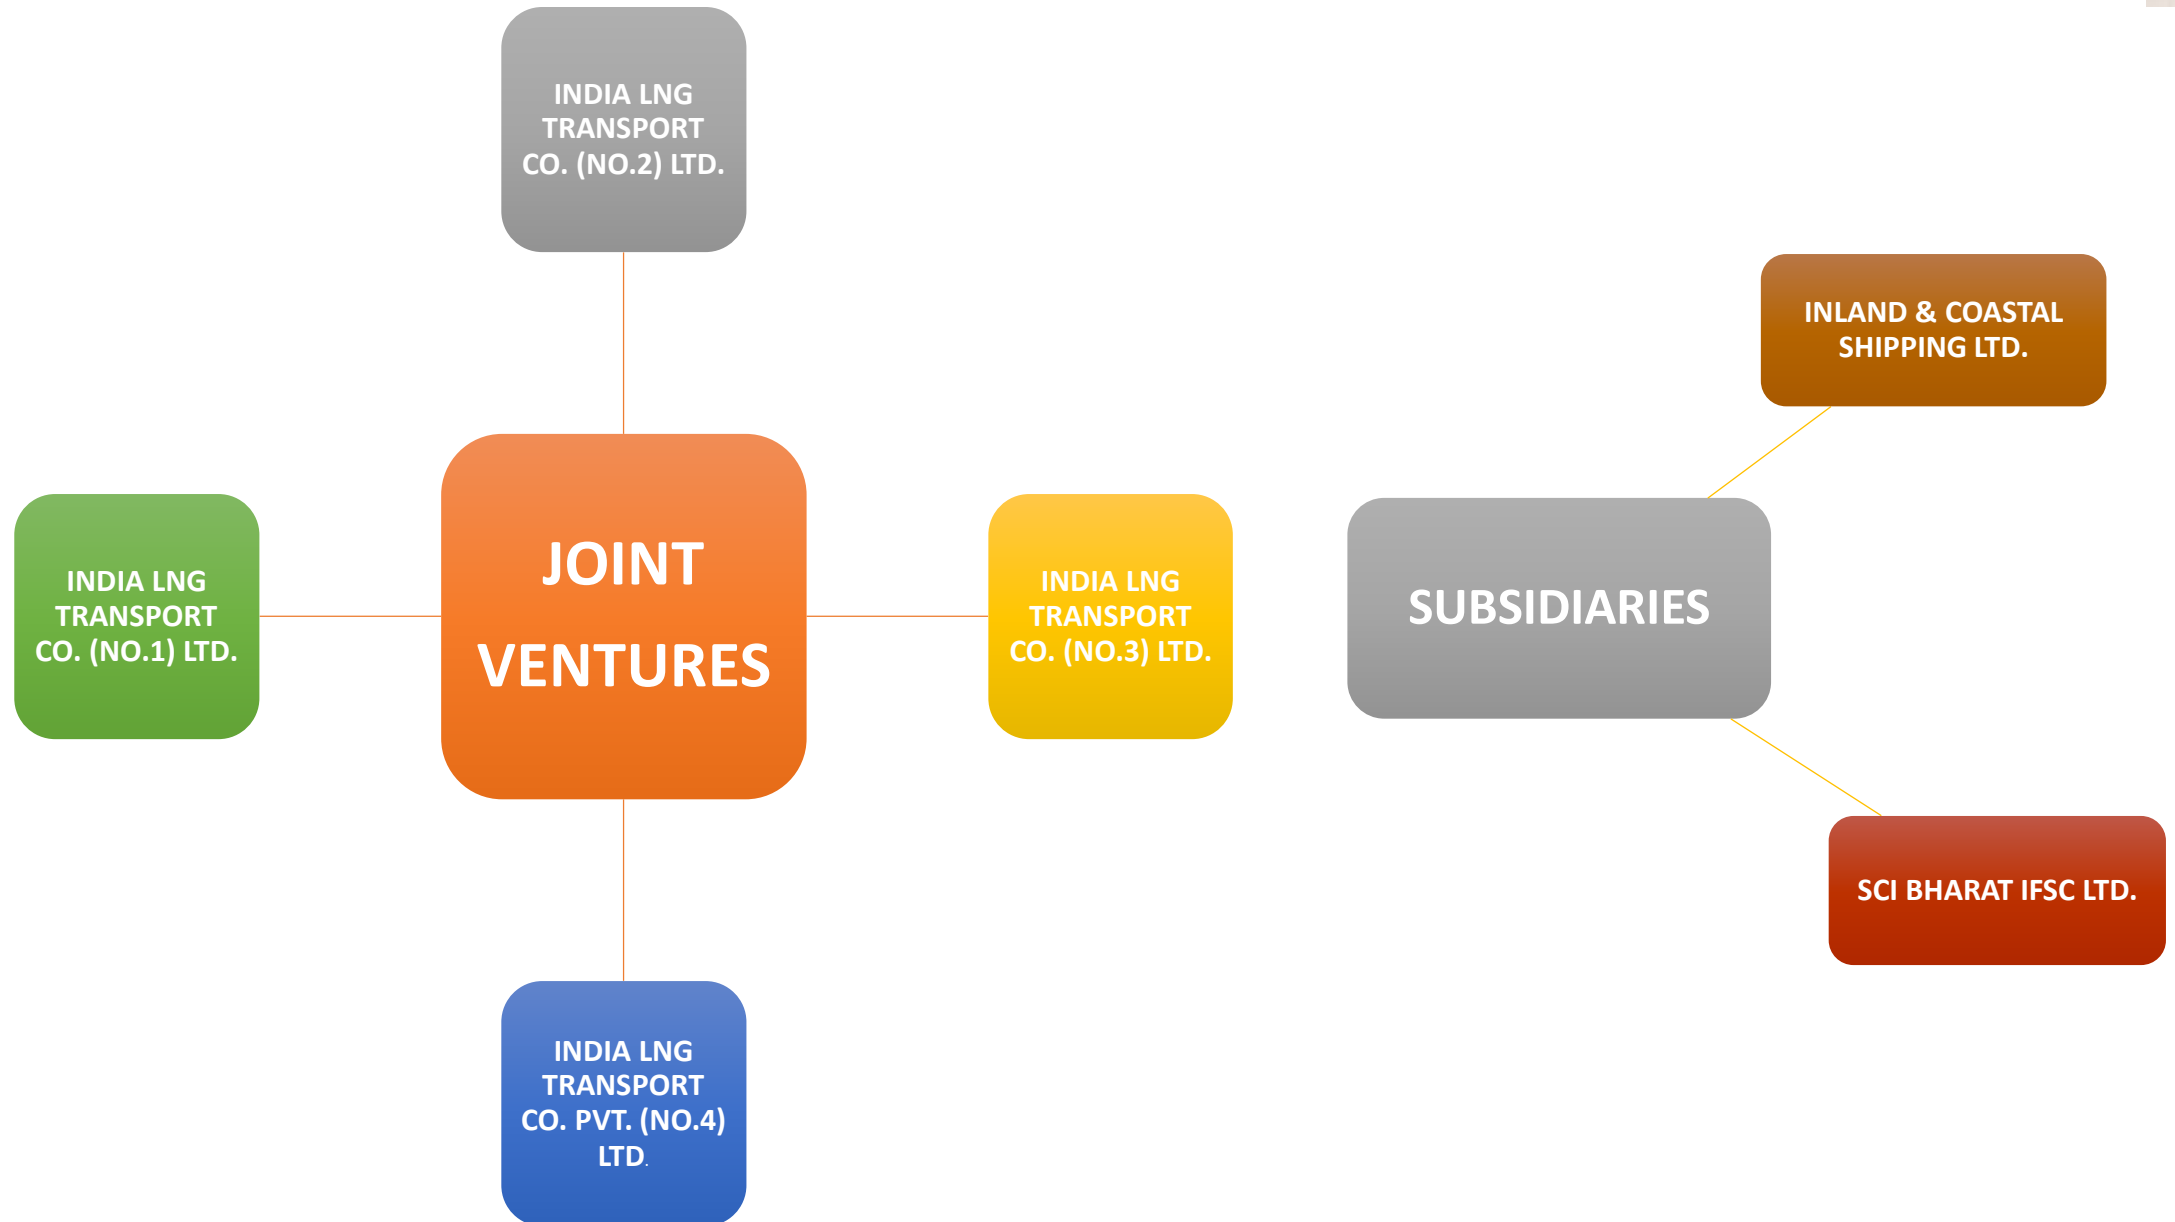 INDIA LNG
TRANSPORT
CO. (NO.2) LTD.
INDIA LNG
TRANSPORT
CO. (NO.1) LTD.
JOINT
VENTURES
INDIA LNG
TRANSPORT
CO. (NO.3) LTD.
INDIA LNG
TRANSPORT
CO. PVT. (NO.4)
LTD.
INLAND & COASTAL
SHIPPING LTD.
SUBSIDIARIES
SCI BHARAT IFSC LTD.